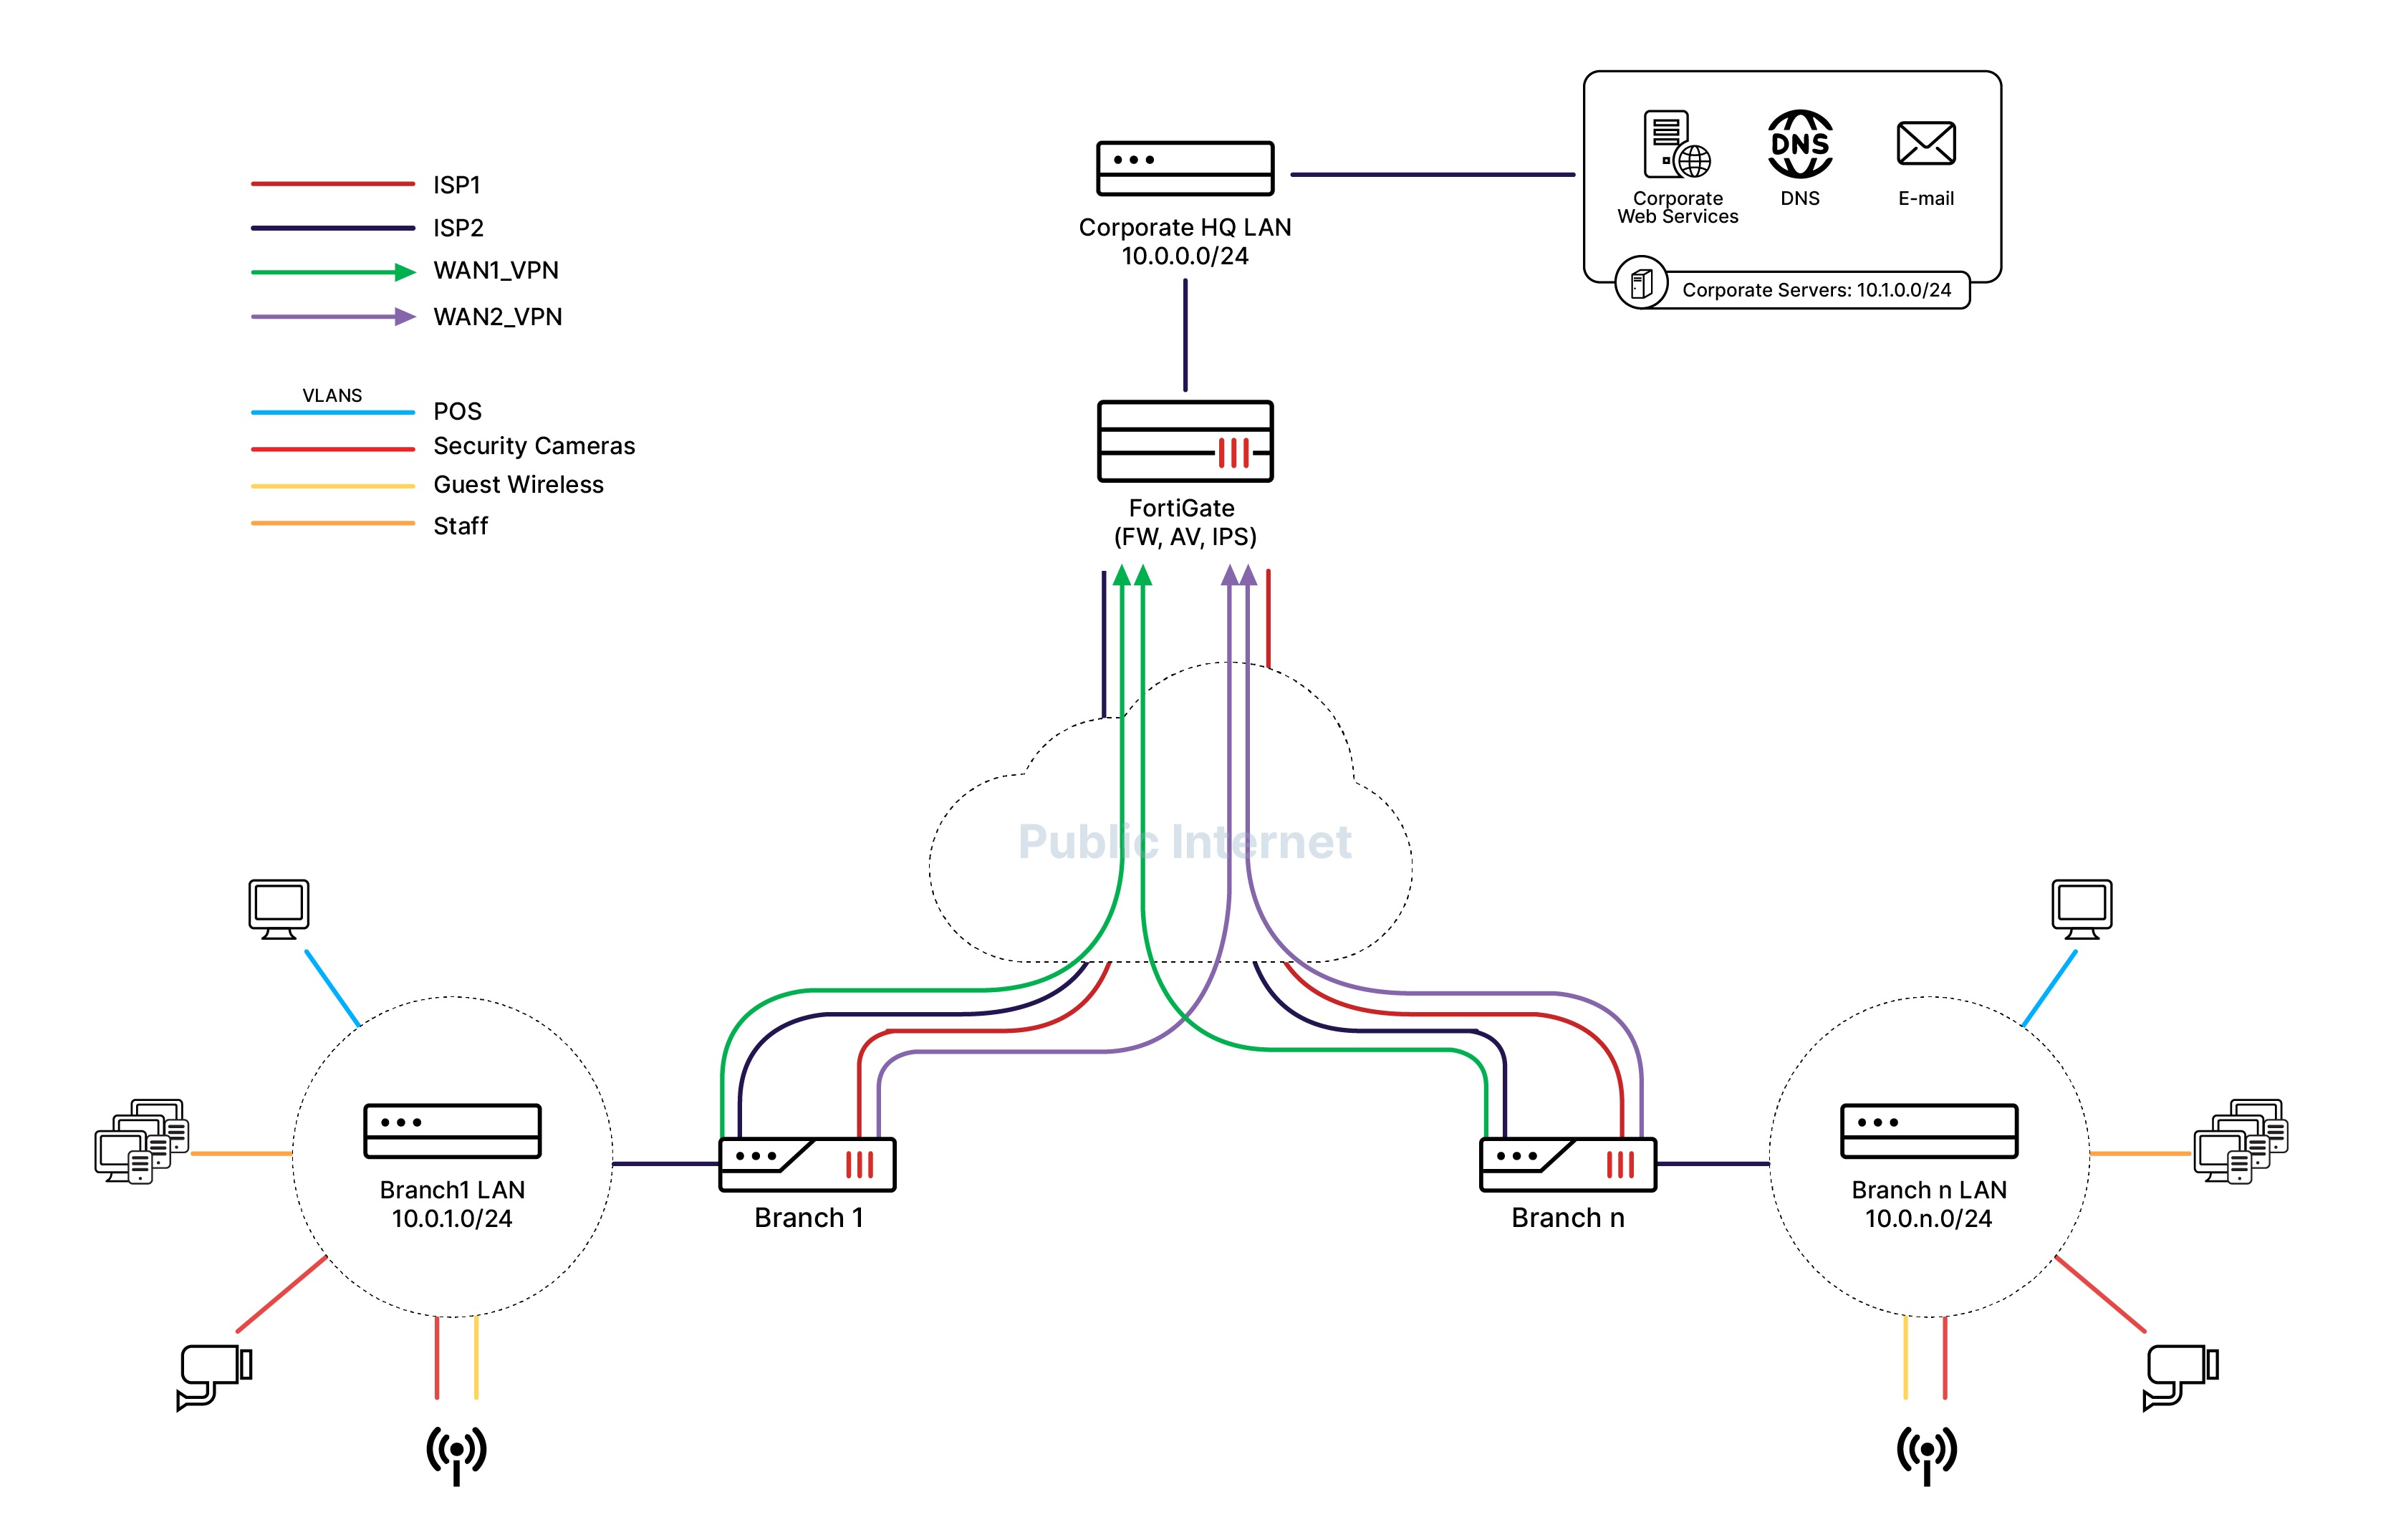 ISP1
ISP2
WAN1_VPN
WAN2_VPN
VLANS
POS
Security Cameras
Guest Wireless
Staff
Corporate HQ LAN
10.0.0.0/24
Corporate
Web Services
DNS
DNS
E-mail
Corporate Servers: 10.1.0.0/24
FortiGate
(FW, AV, IPS)
Public Internet
Branch1 LAN
10.0.1.0/24
Branch 1
Branch n
Branch n LAN
10.0.n.0/24